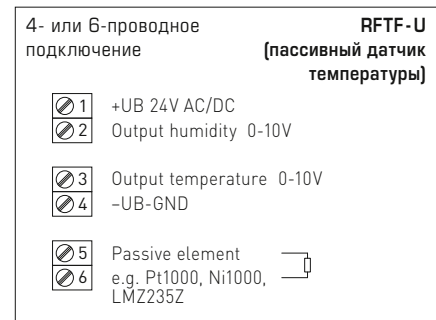 4- или 6-проводное
подключение
RFTF-U
(пассивный датчик
температуры)
1 +UB 24V AC/DC
2 Output humidity 0-10V
3 Output temperature 0-10V
4 –UB-GND
5 Passive element
6 e.g. Pt1000, Ni1000,
LMZ235Z